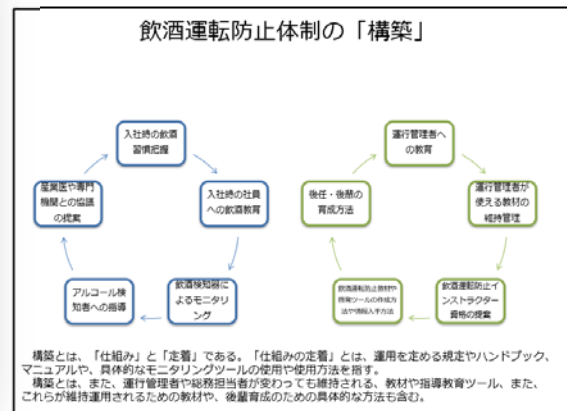 飲酒運転防止体制の「構築」
入社時の飲酒
習慣把握
入社時の社員
への飲酒教育
飲酒検知器に
よるモニタリ
ング
アルコール検
知者への指導
産業医や専門
機関との協議
の提案
運行管理者へ
の教育
運行管理者が
使える教材の
維持管理
飲酒運転防止イ
ンストラクター
資格の提案
飲酒運転防止教材や
啓発ツールの作成方
法や情報入手方法
後任・後輩の
育成方法
構築とは、「仕組み」と「定着」である。「仕組みの定着」とは、運用を定める規定やハンドブック、
マニュアルや、具体的なモニタリングツールの使用や使用方法を指す。
構築とは、また、運行管理者や総務担当者が変わっても維持される、教材や指導教育ツール、また、
これらが維持運用されるための教材や、後輩育成のための具体的な方法も含む。